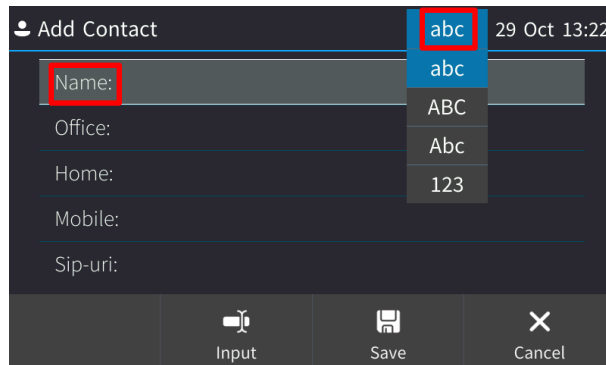 Add Contact abc 29 Oct 13:22
abc
Name:
ABC
Office:
Abc
Home:
123
Mobile:
Sip-uri:
Input Save Cancel